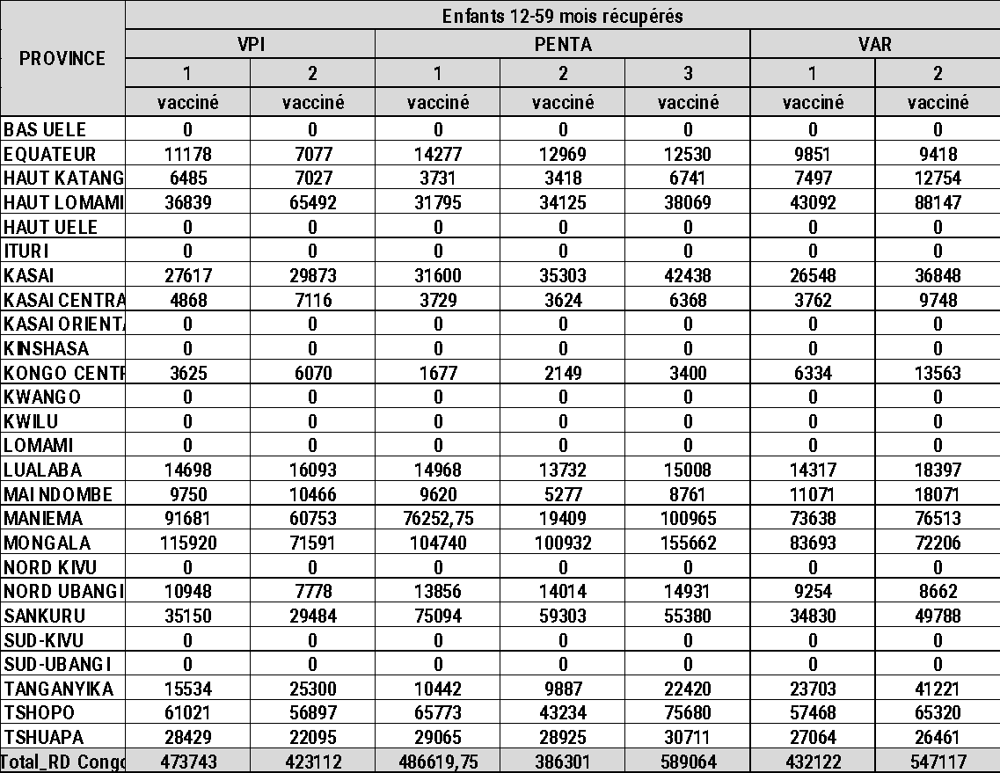 Enfants 12-59 mois récupérés
PROVINCE VPI PENTA VAR
1 2 1 2 3 1 2
vacciné vacciné vacciné vacciné vacciné vacciné vacciné
BAS UELE 0 0 0 0 0 0 0
EQUATEUR 11178 7077 14277 12969 12530 9851 9418
HAUT KATANG 6485 7027 3731 3418 6741 7497 12754
HAUT LOMAMI 36839 65492 31795 34125 38069 43092 88147
HAUT UELE 0 0 0 0 0 0 0
ITURI 0 0 0 0 0 0 0
KASAI 27617 29873 31600 35303 42438 26548 36848
KASAI CENTRA 4868 7116 3729 3624 6368 3762 9748
KASAI ORIENTA 0 0 0 0 0 0 0
KINSHASA 0 0 0 0 0 0 0
KONGO CENTR 3625 6070 1677 2149 3400 6334 13563
KWANGO 0 0 0 0 0 0 0
KWILU 0 0 0 0 0 0 0
LOMAMI 0 0 0 0 0 0 0
LUALABA 14698 16093 14968 13732 15008 14317 18397
MAI NDOMBE 9750 10466 9620 5277 8761 11071 18071
MANIEMA 91681 60753 76252,75 19409 100965 73638 76513
MONGALA 115920 71591 104740 100932 155662 83693 72206
NORD KIVU 0 0 0 0 0 0 0
NORD UBANGI 10948 7778 13856 14014 14931 9254 8662
SANKURU 35150 29484 75094 59303 55380 34830 49788
SUD-KIVU 0 0 0 0 0 0 0
SUD-UBANGI 0 0 0 0 0 0 0
TANGANYIKA 15534 25300 10442 9887 22420 23703 41221
TSHOPO 61021 56897 65773 43234 75680 57468 65320
TSHUAPA 28429 22095 29065 28925 30711 27064 26461
Total_RD Congo 473743 423112 486619,75 386301 589064 432122 547117